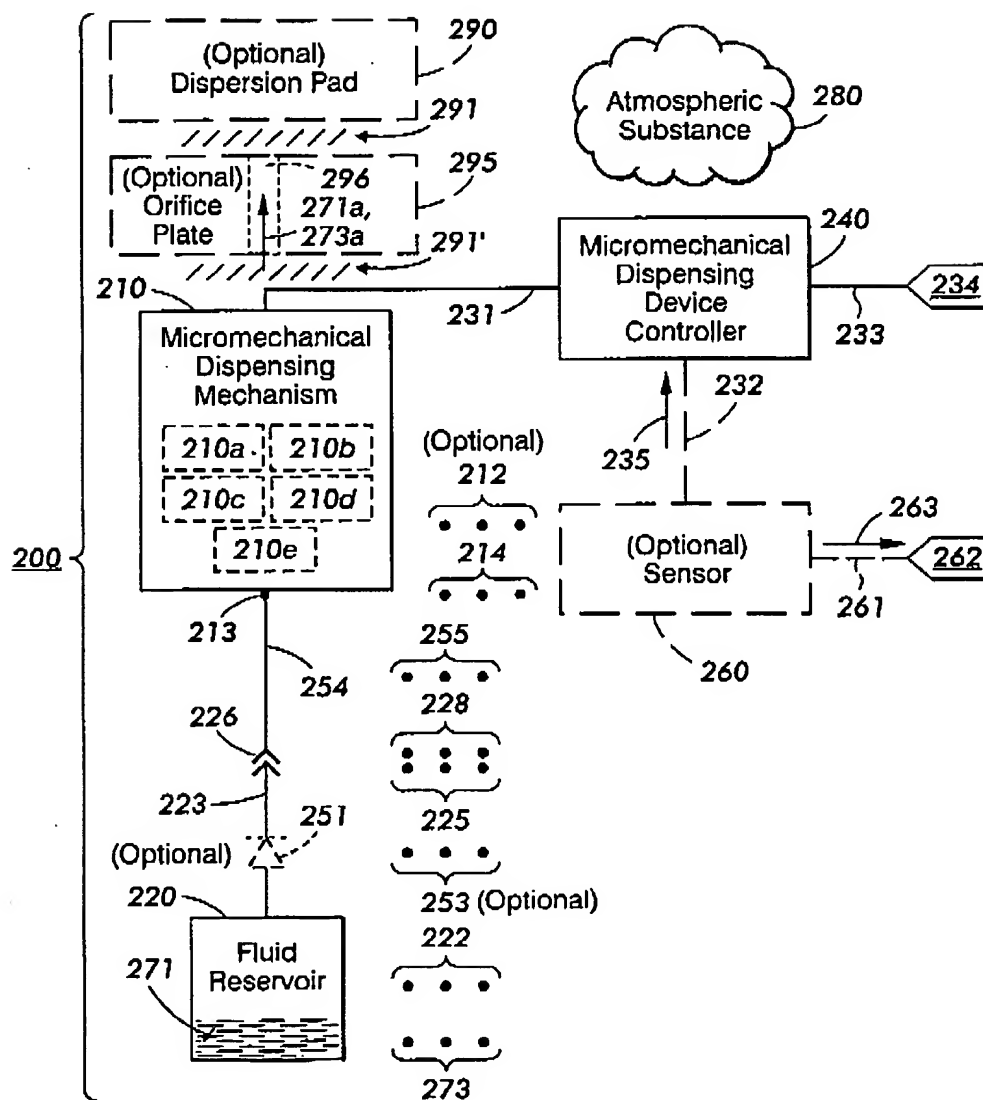 290
(Optional)
Dispersion Pad
291
(Optional)
Orifice
Plate
296
271a,
273a
295
291'
Atmospheric
Substance
280
210
231
Micromechanical
Dispensing
Device
Controller
240
234
233
Micromechanical
Dispensing
Mechanism
210a
210b
210c
210d
210e
232
235
(Optional)
212
214
(Optional)
Sensor
263
262
261
260
200
213
254
255
226
228
223
251
225
(Optional)
253 (Optional)
220
222
Fluid
Reservoir
271
273